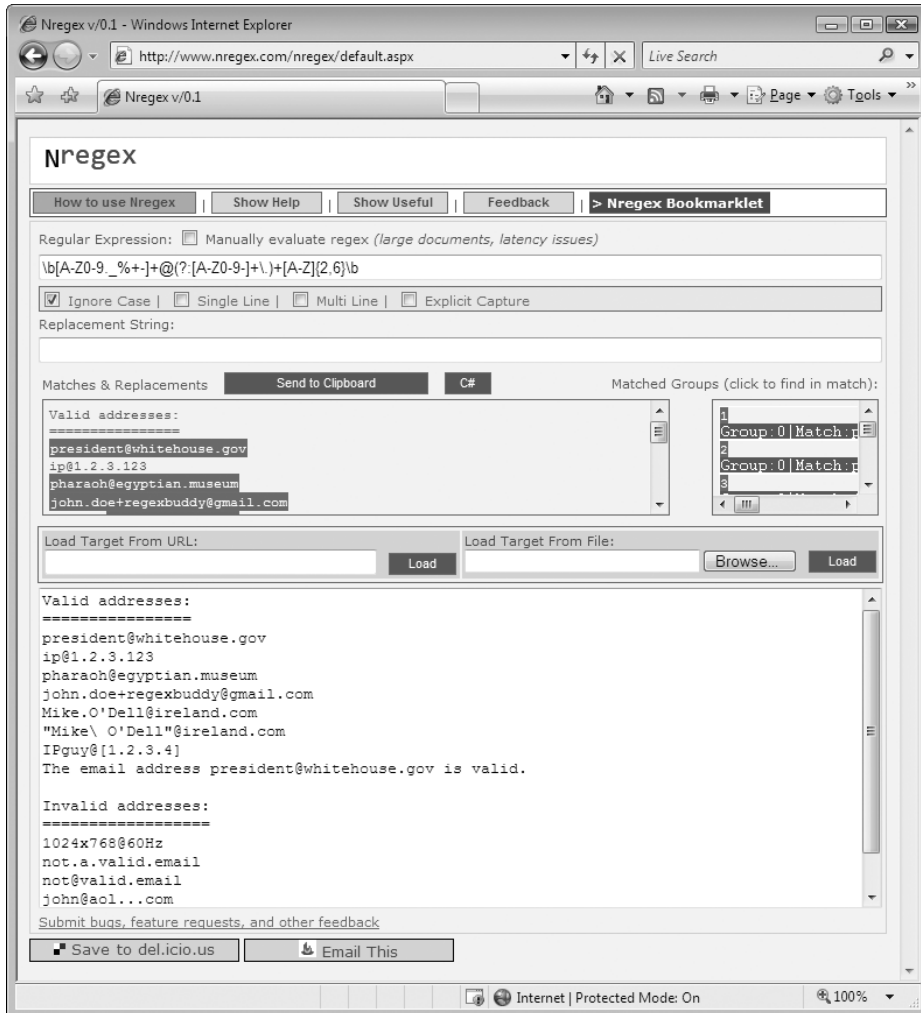 Nregex v/0.1 - Windows Internet Explorer
http://www.nregex.com/nregex/default.aspx
Live Search
Nregex v/0.1
Page Tools »
Nregex
How to use Nregex | Show Help | Show Useful | Feedback | > Nregex Bookmarklet
Regular Expression: Manually evaluate regex (large documents, latency issues)
\b[A-Z0-9._%+-]+@(?:[A-Z0-9-]+\.)+[A-Z]{2,6}\b
Ignore Case | Single Line | Multi Line | Explicit Capture
Replacement String:
Matches & Replacements Send to Clipboard C# Matched Groups (click to find in match):
Valid addresses:
================
president@whitehouse.gov
ip@1.2.3.123
pharaoh@egyptian.museum
john.doe+regexbuddy@gmail.com
1
Group:0|Match:p
2
Group:0|Match:p
3
Load Target From URL:
Load
Load Target From File:
Browse... Load
Valid addresses:
================
president@whitehouse.gov
ip@1.2.3.123
pharaoh@egyptian.museum
john.doe+regexbuddy@gmail.com
Mike.O'Dell@ireland.com
"Mike\ O'Dell"@ireland.com
IPguy@[1.2.3.4]
The email address president@whitehouse.gov is valid.
Invalid addresses:
==================
1024x768@60Hz
not.a.valid.email
not@valid.email
john@aol...com
Submit bugs, feature requests, and other feedback
Save to del.icio.us Email This
Internet | Protected Mode: On 100%